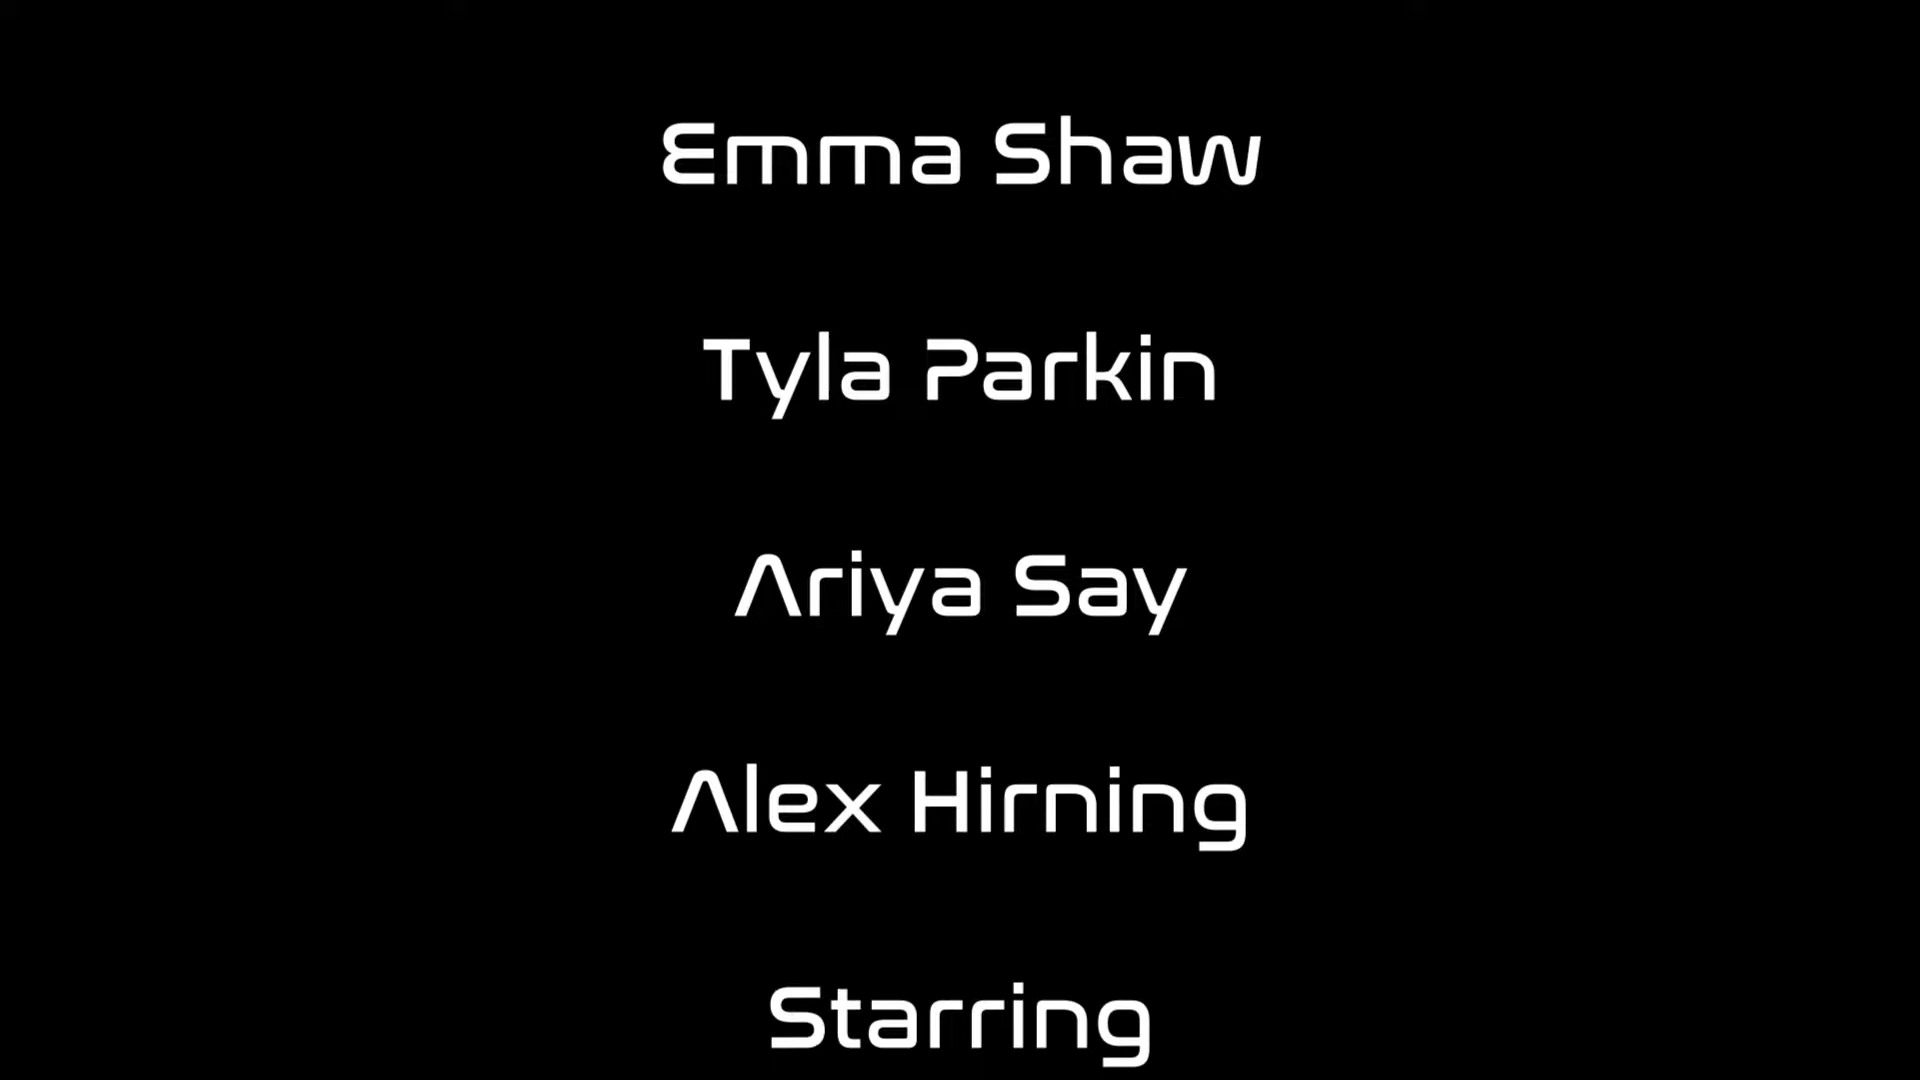 Emma Shaw
Tyla Parkin
Ariya Say
Alex Hirning
Starring